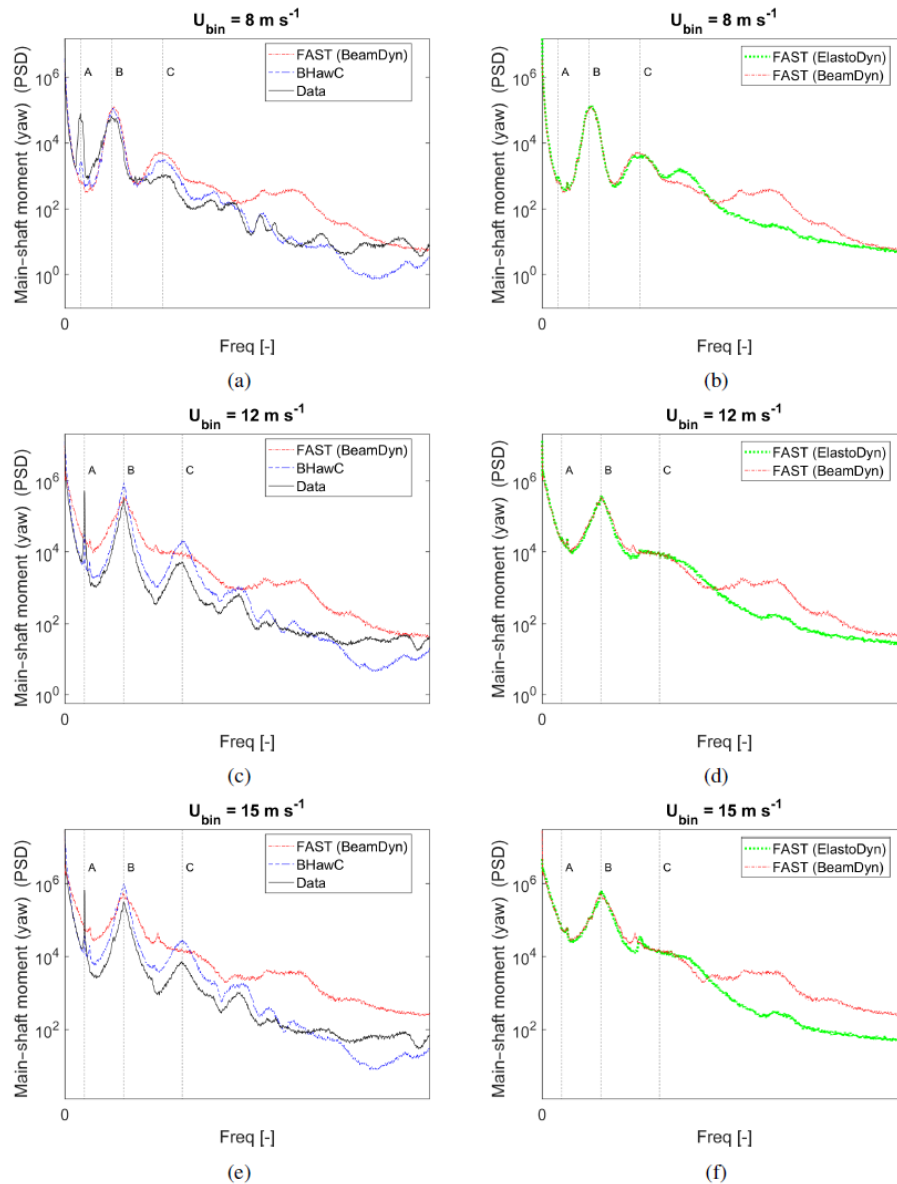 U_bin = 8 m s^-1
Main-shaft moment (yaw) (PSD)
10^6
10^4
10^2
10^0
A
B
C
FAST (BeamDyn)
BHawC
Data
0
Freq [-]
(a)
U_bin = 8 m s^-1
Main-shaft moment (yaw) (PSD)
10^6
10^4
10^2
10^0
A
B
C
FAST (ElastoDyn)
FAST (BeamDyn)
0
Freq [-]
(b)
U_bin = 12 m s^-1
Main-shaft moment (yaw) (PSD)
10^6
10^4
10^2
10^0
A
B
C
FAST (BeamDyn)
BHawC
Data
0
Freq [-]
(c)
U_bin = 12 m s^-1
Main-shaft moment (yaw) (PSD)
10^6
10^4
10^2
10^0
A
B
C
FAST (ElastoDyn)
FAST (BeamDyn)
0
Freq [-]
(d)
U_bin = 15 m s^-1
Main-shaft moment (yaw) (PSD)
10^6
10^4
10^2
A
B
C
FAST (BeamDyn)
BHawC
Data
0
Freq [-]
(e)
U_bin = 15 m s^-1
Main-shaft moment (yaw) (PSD)
10^6
10^4
10^2
A
B
C
FAST (ElastoDyn)
FAST (BeamDyn)
0
Freq [-]
(f)